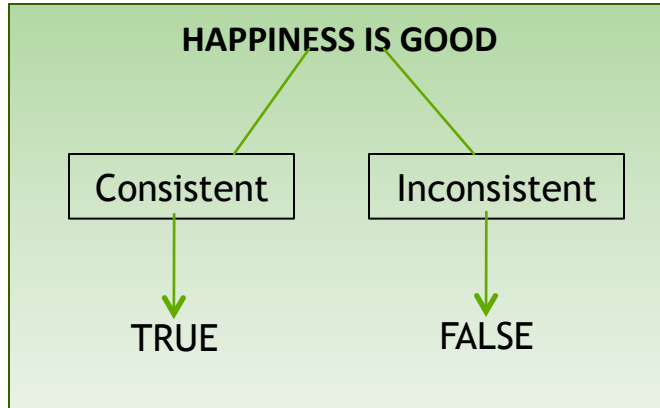 HAPPINESS IS GOOD
Consistent
Inconsistent
TRUE
FALSE